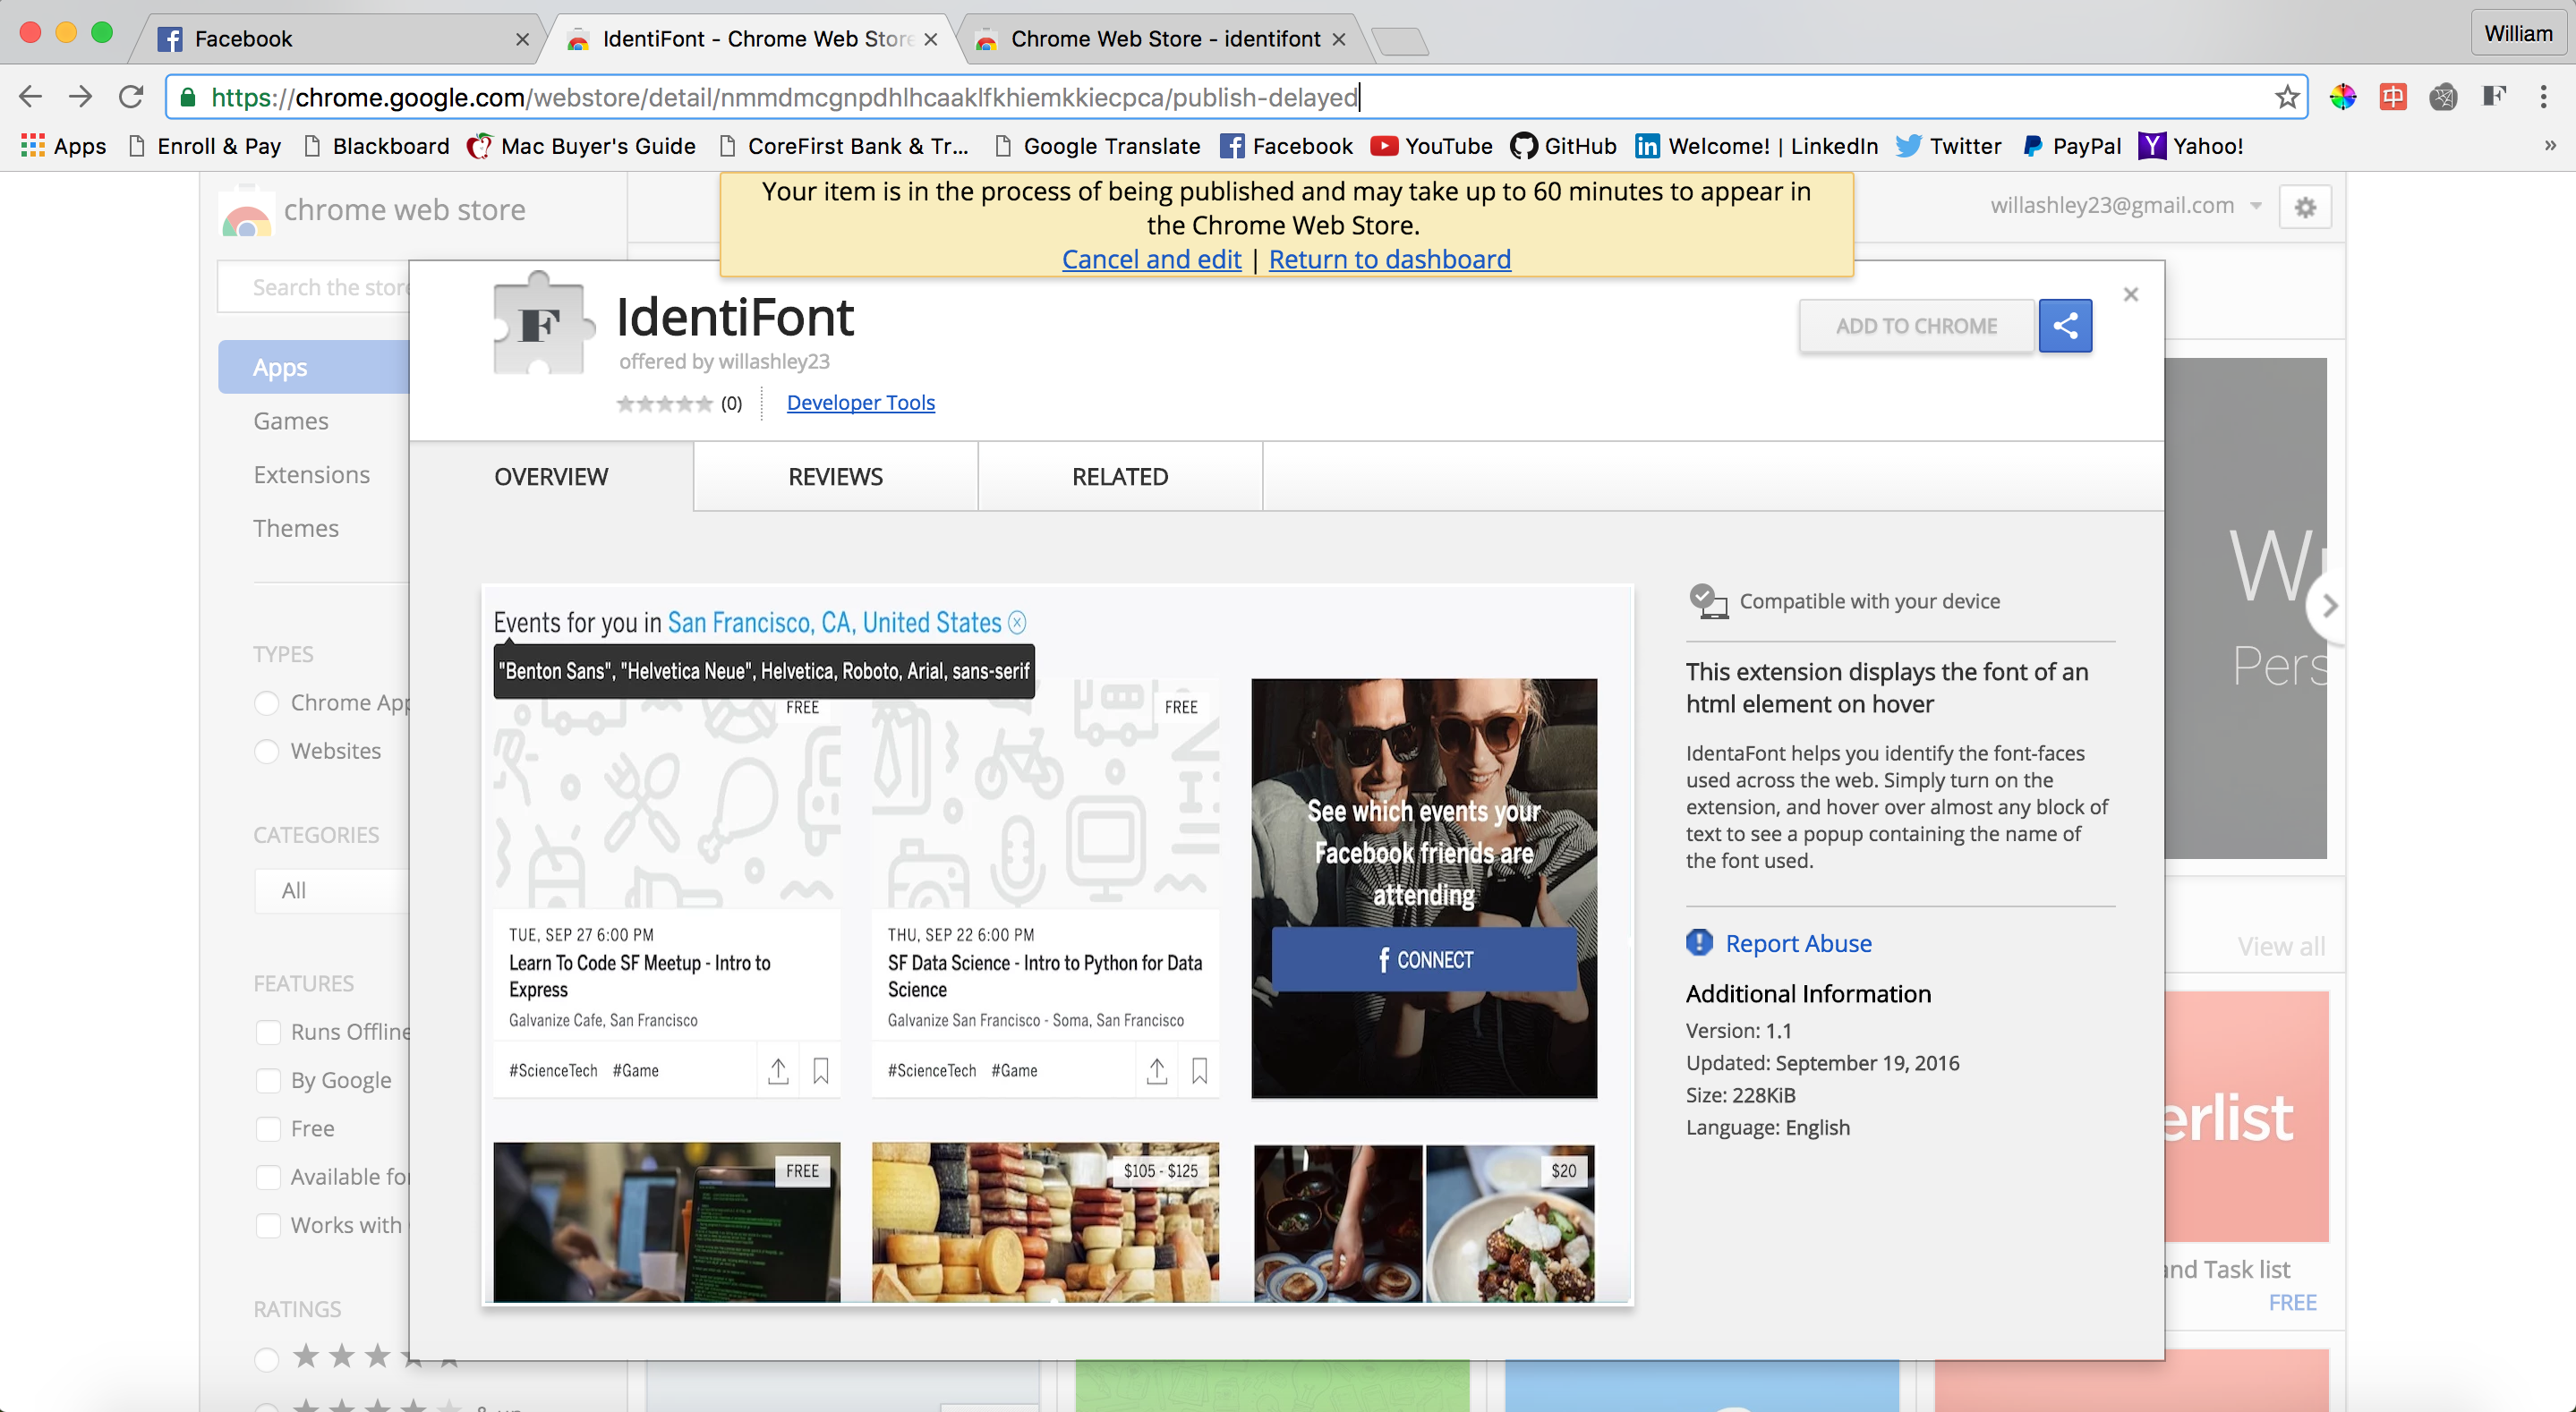 Facebook
IdentiFont - Chrome Web Store
Chrome Web Store - identifont
William
https://chrome.google.com/webstore/detail/nmmdmcgnpdhlhcaaklfkhiemkkiecpca/publish-delayed
Apps
Enroll & Pay
Blackboard
Mac Buyer's Guide
CoreFirst Bank & Tr...
Google Translate
Facebook
YouTube
GitHub
Welcome! | LinkedIn
Twitter
PayPal
Yahoo!
»
chrome web store
Your item is in the process of being published and may take up to 60 minutes to appear in
the Chrome Web Store.
Cancel and edit | Return to dashboard
willashley23@gmail.com
Search the store
Apps
Games
Extensions
Themes
TYPES
Chrome App
Websites
CATEGORIES
All
FEATURES
Runs Offline
By Google
Free
Available for
Works with
RATINGS
F
IdentiFont
offered by willashley23
(0)
Developer Tools
ADD TO CHROME
OVERVIEW
REVIEWS
RELATED
Events for you in San Francisco, CA, United States
"Benton Sans", "Helvetica Neue", Helvetica, Roboto, Arial, sans-serif
FREE
FREE
TUE, SEP 27 6:00 PM
Learn To Code SF Meetup - Intro to
Express
Galvanize Cafe, San Francisco
#ScienceTech #Game
THU, SEP 22 6:00 PM
SF Data Science - Intro to Python for Data
Science
Galvanize San Francisco - Soma, San Francisco
#ScienceTech #Game
See which events your
Facebook friends are
attending
f CONNECT
FREE
$105 - $125
$20
Compatible with your device
This extension displays the font of an
html element on hover
IdentaFont helps you identify the font-faces
used across the web. Simply turn on the
extension, and hover over almost any block of
text to see a popup containing the name of
the font used.
Report Abuse
Additional Information
Version: 1.1
Updated: September 19, 2016
Size: 228KiB
Language: English
Pers
View all
erlist
and Task list
FREE